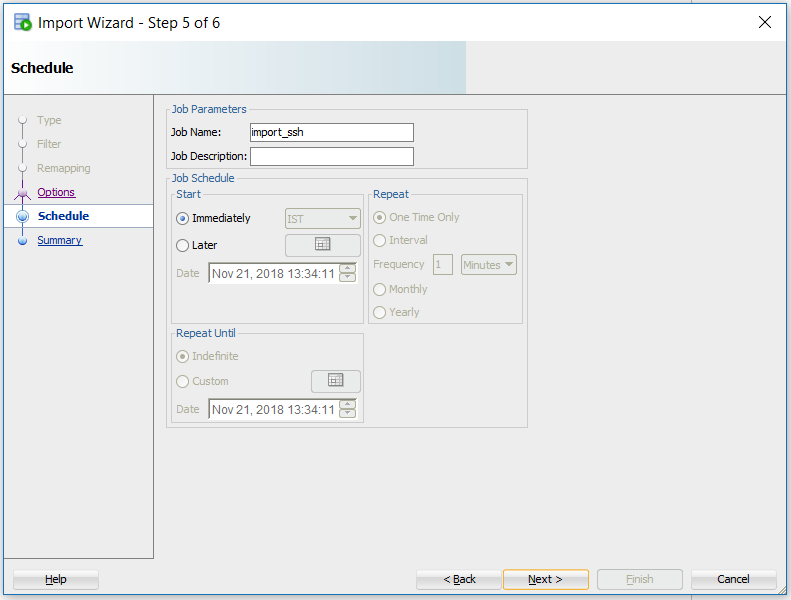 Import Wizard - Step 5 of 6
Schedule
Type
Filter
Remapping
Options
Schedule
Summary
Job Parameters
Job Name: import_ssh
Job Description:
Job Schedule
Start
Immediately IST
Later
Date Nov 21, 2018 13:34:11
Repeat
One Time Only
Interval
Frequency 1 Minutes
Monthly
Yearly
Repeat Until
Indefinite
Custom
Date Nov 21, 2018 13:34:11
Help < Back Next > Finish Cancel